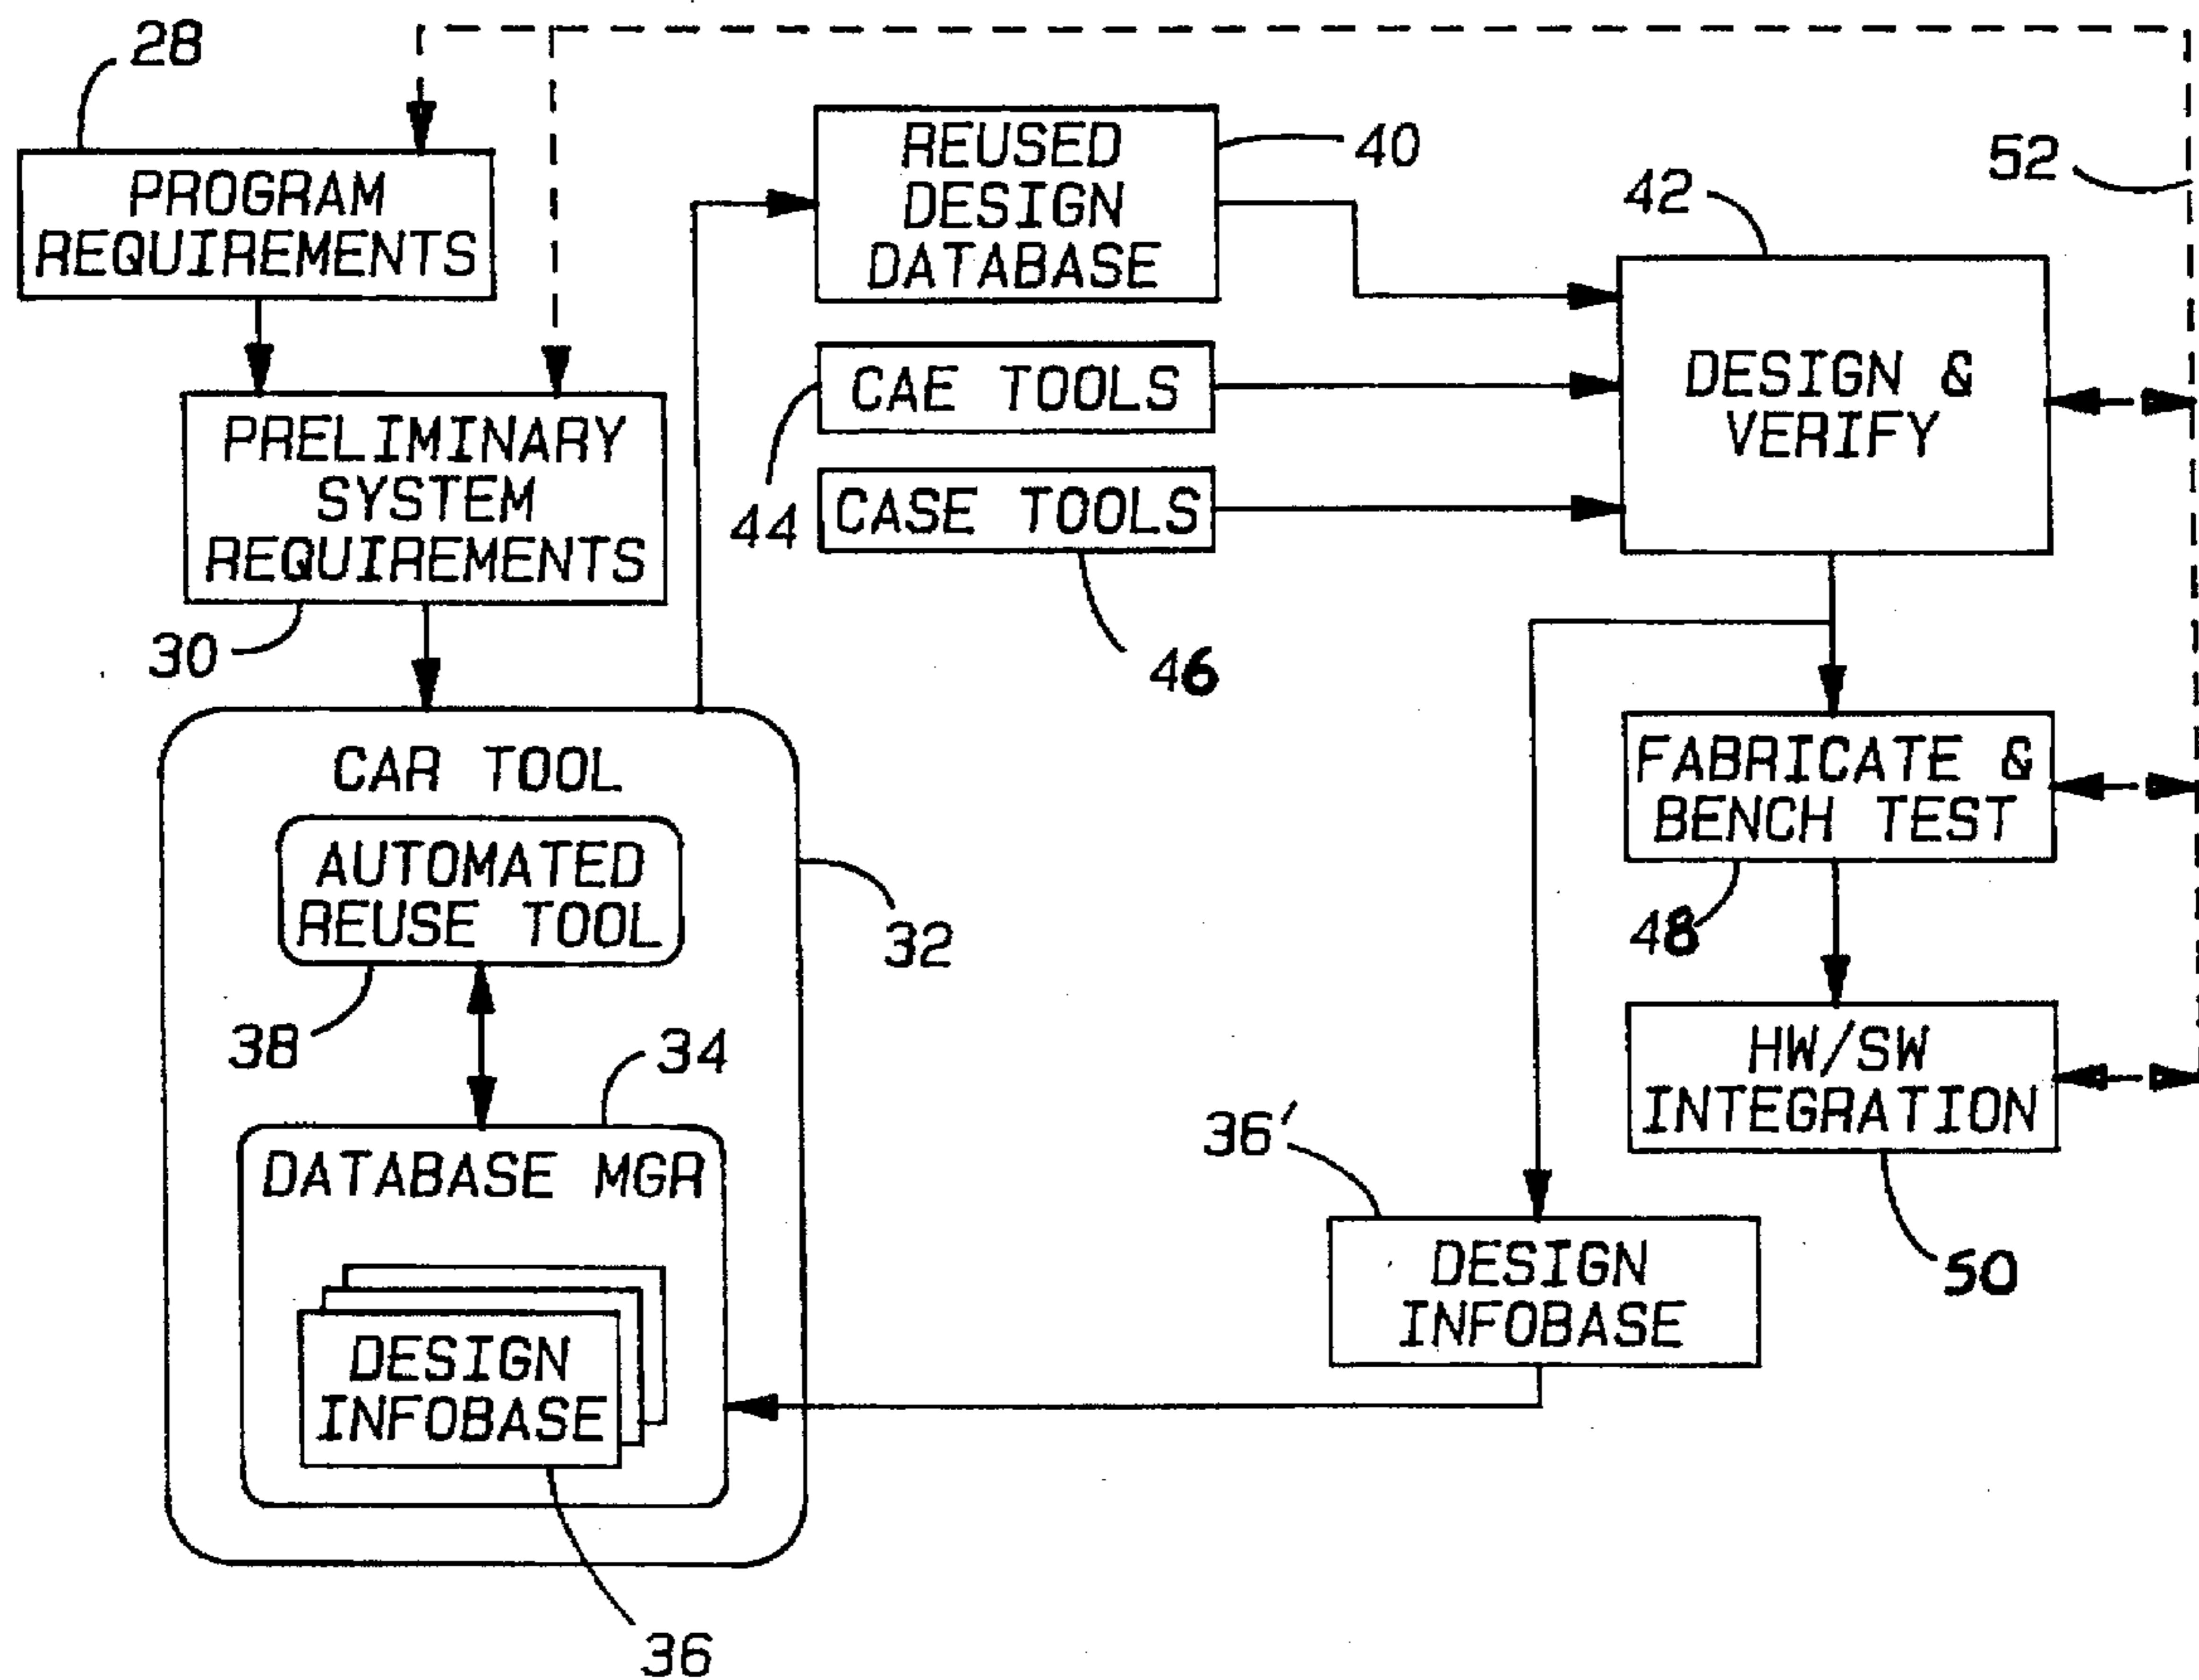 28
PROGRAM
REQUIREMENTS
PRELIMINARY
SYSTEM
REQUIREMENTS
30
REUSED
DESIGN
DATABASE
40
CAE TOOLS
44
CASE TOOLS
46
42
52
DESIGN &
VERIFY
CAR TOOL
AUTOMATED
REUSE TOOL
32
38
34
DATABASE MGR
DESIGN
INFOBASE
36
FABRICATE &
BENCH TEST
48
HW/SW
INTEGRATION
50
36'
DESIGN
INFOBASE